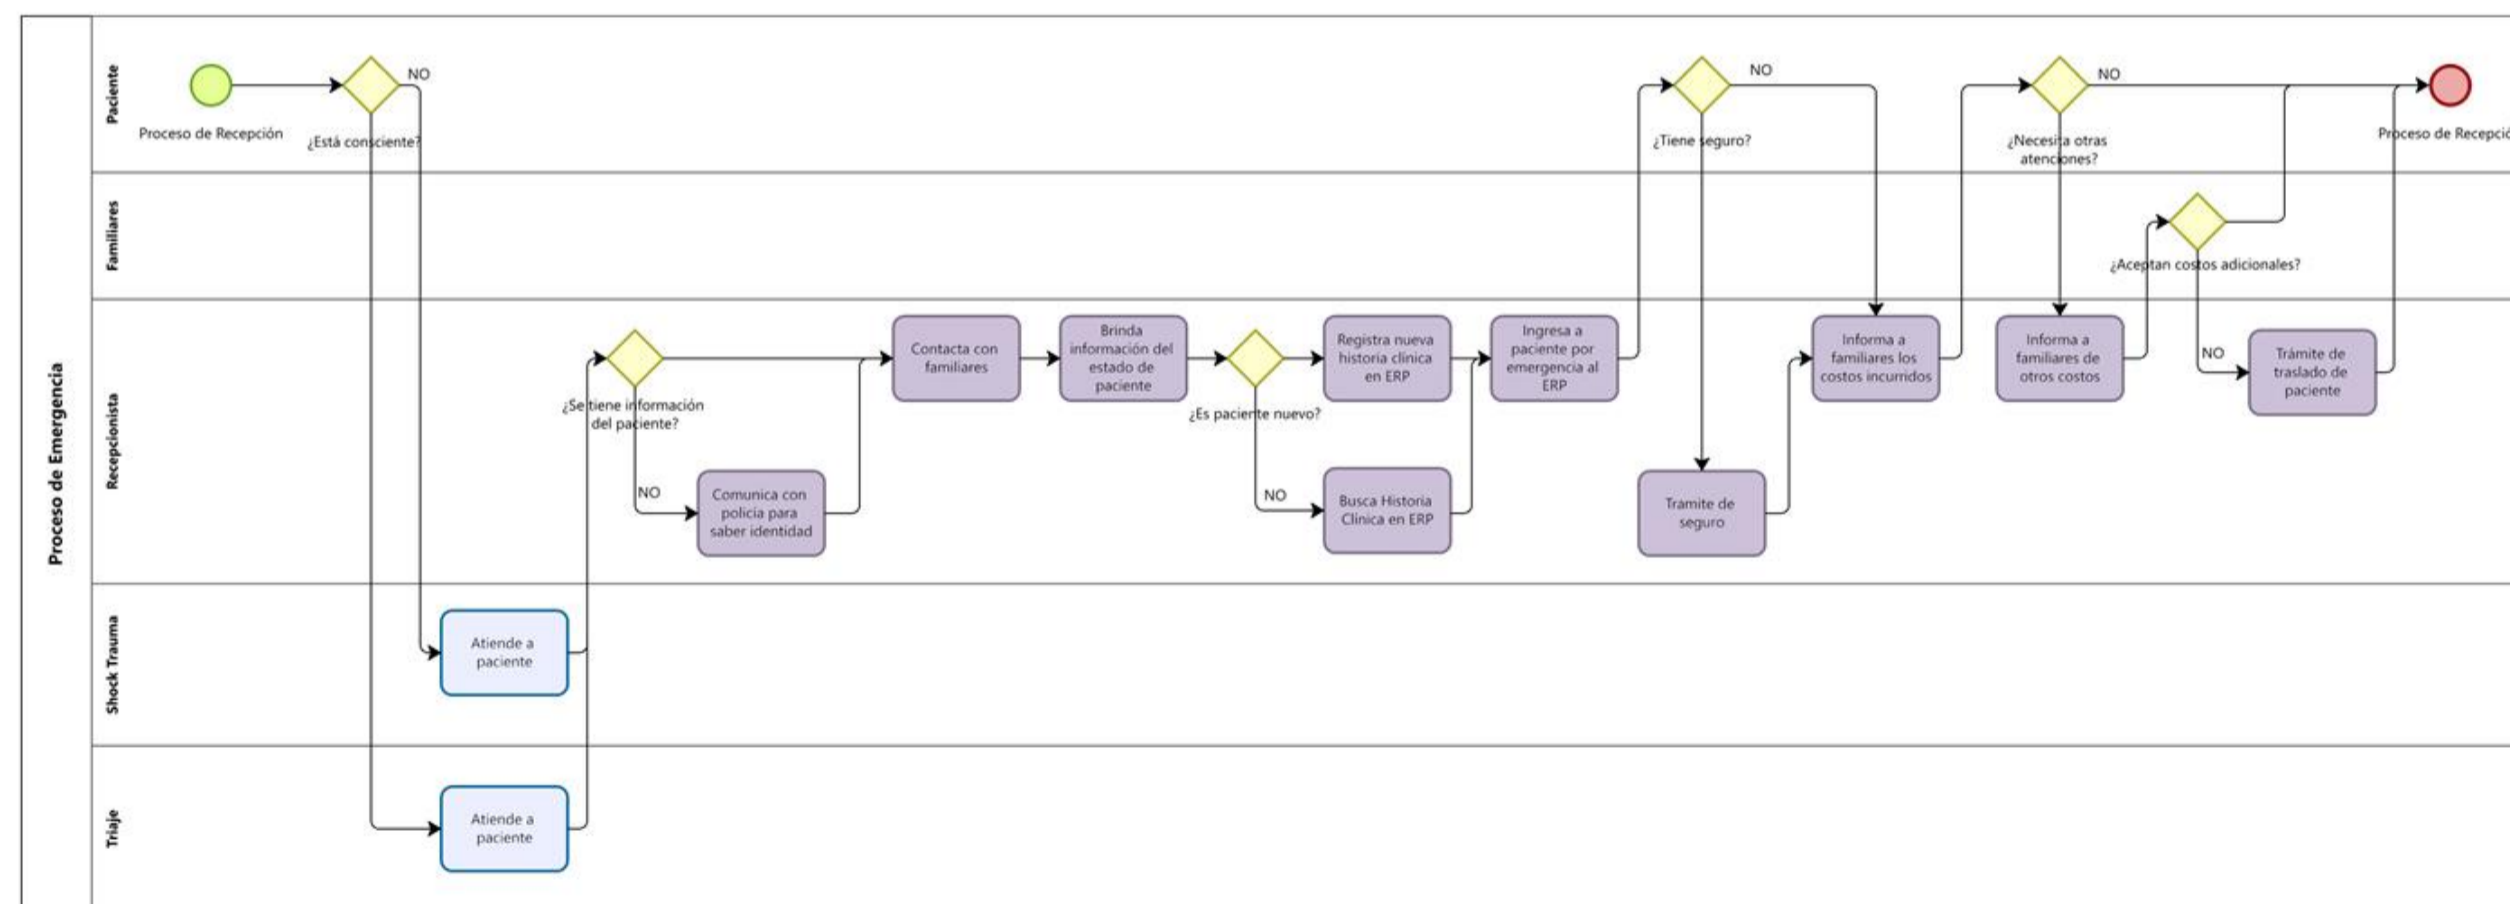 Proceso de Emergencia
Paciente
Proceso de Recepción
¿Está consciente?
NO
¿Tiene seguro?
NO
¿Necesita otras
atenciones?
NO
Proceso de
Familiares
¿Aceptan costos adicionales?
NO
Recepcionista
¿Se tiene información
del paciente?
NO
Comunica con
policía para
saber identidad
Contacta con
familiares
Brinda
información del
estado de
paciente
¿Es paciente nuevo?
NO
Registra nueva
historia clínica
en ERP
Busca Historia
Clínica en ERP
Ingresa a
paciente por
emergencia al
ERP
Tramite de
seguro
Informa a
familiares los
costos incurridos
Informa a
familiares de
otros costos
Trámite de
traslado de
paciente
Shock Trauma
Atiende a
paciente
Triaje
Atiende a
paciente